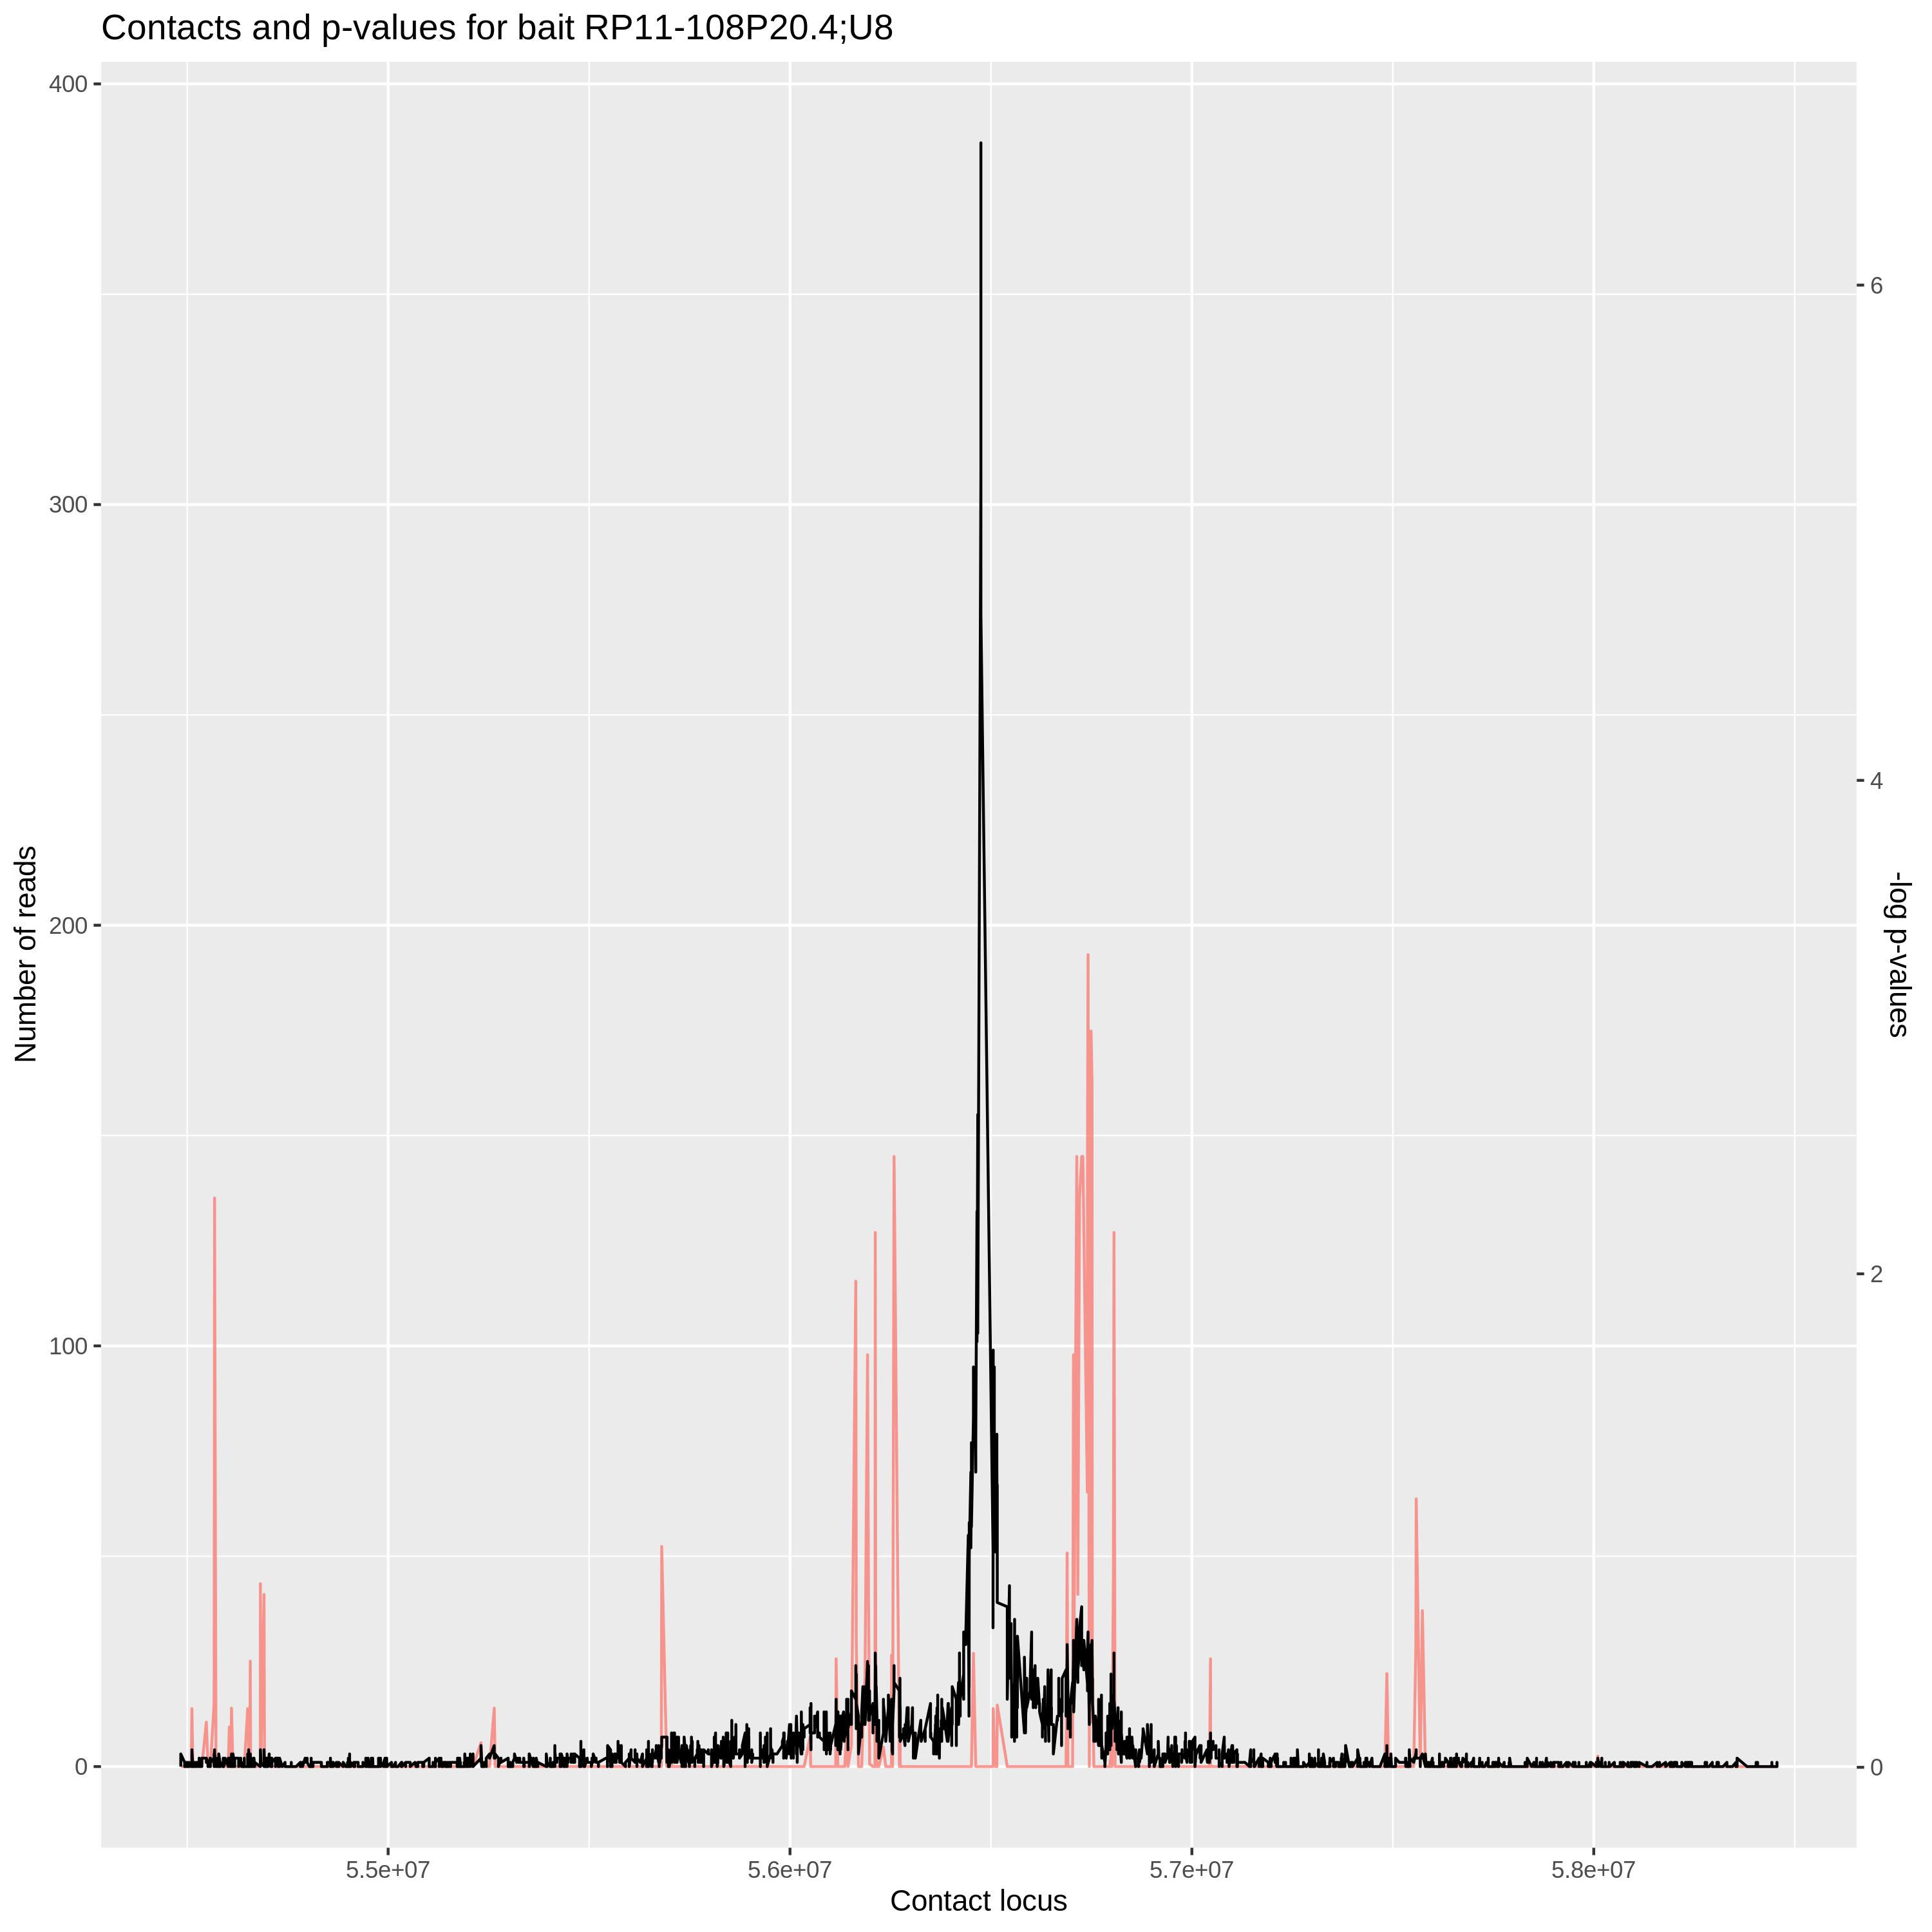 Contacts and p-values for bait RP11-108P20.4;U8
400
300
200
100
0
Number of reads
6
4
2
0
-log p-values
5.5e+07
5.6e+07
5.7e+07
5.8e+07
Contact locus